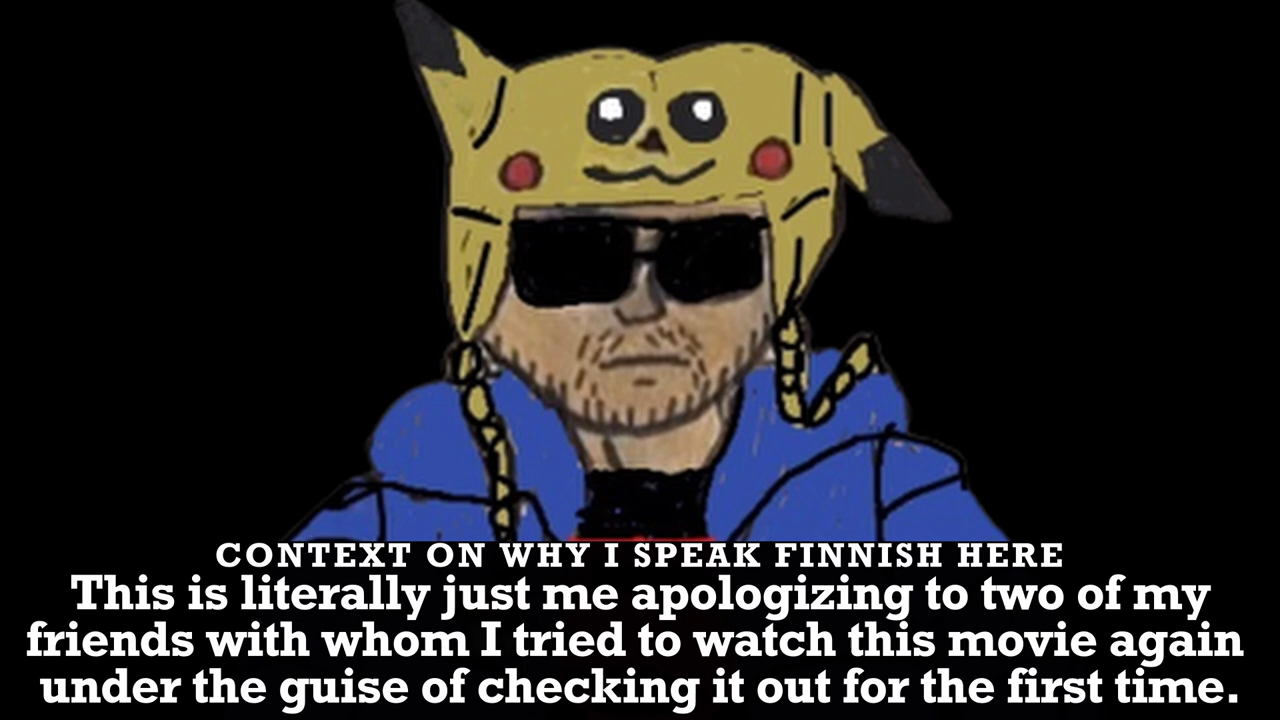 CONTEXT ON WHY I SPEAK FINNISH HERE
This is literally just me apologizing to two of my
friends with whom I tried to watch this movie again
under the guise of checking it out for the first time.